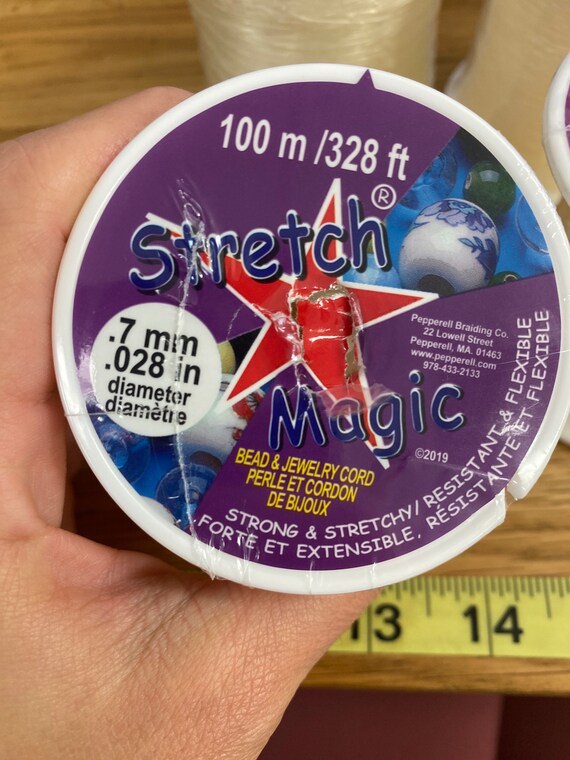 100 m /328 ft
Stretch®
Magic
.7 mm
.028 in
diameter
diamètre
Pepperell Braiding Co.
22 Lowell Street
Pepperell, MA. 01463
www.pepperell.com
978-433-2133
©2019
BEAD & JEWELRY CORD
PERLE ET CORDON
DE BIJOUX
STRONG & STRETCHY/ RESISTANT & FLEXIBLE
FORTE ET EXTENSIBLE, RÉSISTANTE ET FLEXIBLE
13 14